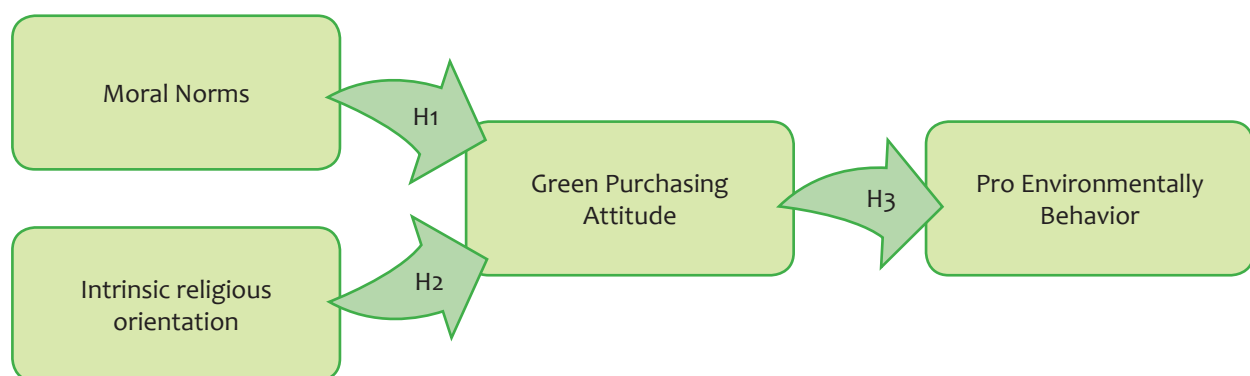 Moral Norms
H1
Green Purchasing
Attitude
H3
Pro Environmentally
Behavior
Intrinsic religious
orientation
H2